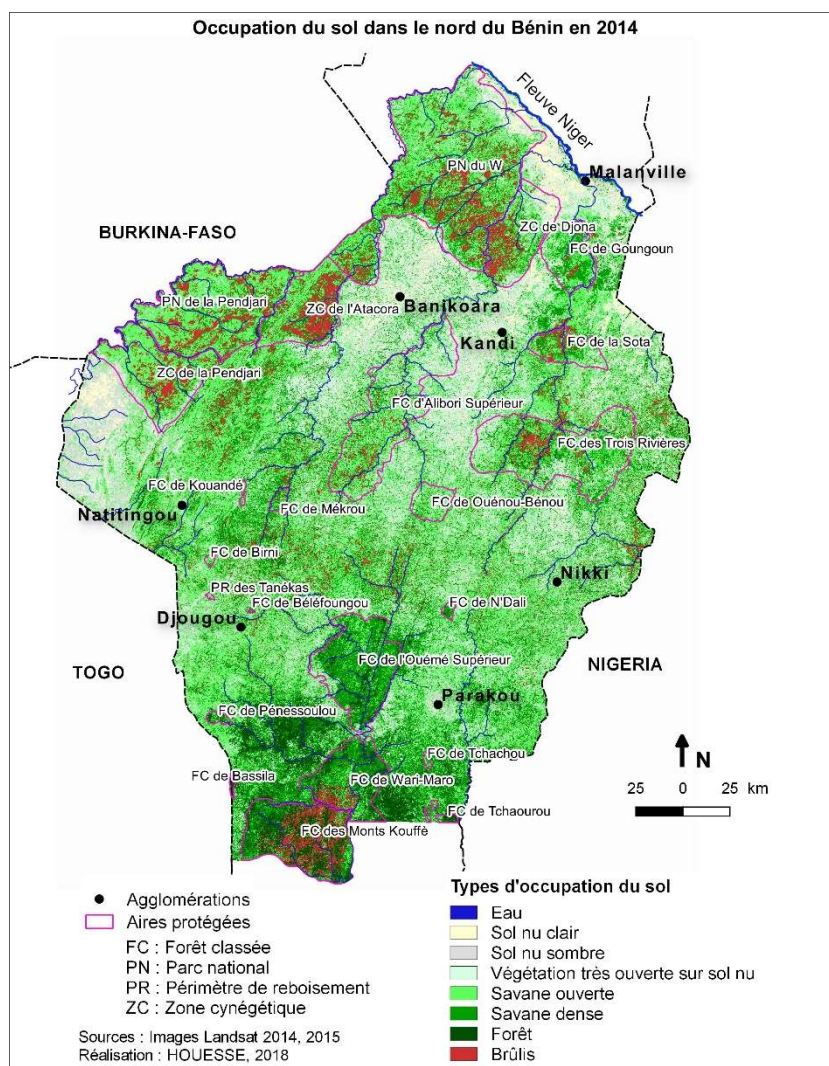 Occupation du sol dans le nord du Bénin en 2014
Fleuve Niger
PN du W
Malanville
ZC de Djona
BURKINA-FASO
FC de Goungoun
PN de la Pendjari
ZC de l'Atacora
Banikoara
Kandi
FC de la Sota
ZC de la Pendjari
FC d'Alibori Supérieur
FC des Trois Rivières
FC de Kouandé
FC de Ouénou-Bénou
Natitingou
FC de Mékrou
FC de Birni
Nikki
PR des Tanékas
FC de Béléfoungou
FC de N'Dali
Djougou
FC de l'Ouémé Supérieur
TOGO
NIGERIA
Parakou
FC de Pénessoulou
FC de Tchachou
N
FC de Bassila
FC de Wari-Maro
25 0 25 km
FC de Tchaourou
FC des Monts Kouffè
Agglomérations
Aires protégées
FC : Forêt classée
PN : Parc national
PR : Périmètre de reboisement
ZC : Zone cynégétique
Sources : Images Landsat 2014, 2015
Réalisation : HOUESSE, 2018
Types d'occupation du sol
Eau
Sol nu clair
Sol nu sombre
Végétation très ouverte sur sol nu
Savane ouverte
Savane dense
Forêt
Brûlis